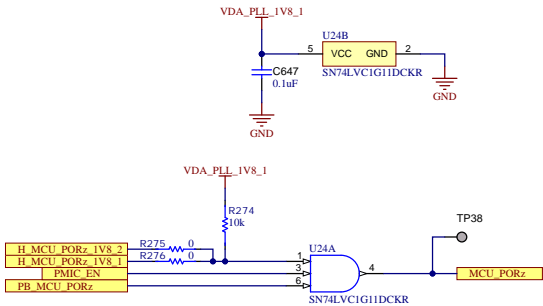 VDA_PLL_1V8_1
U24B
5 VCC GND 2
SN74LVC1G11DCKR
C647
0.1uF
GND
GND
VDA_PLL_1V8_1
R274
10k
TP38
H_MCU_PORz_1V8_2 R275 0
H_MCU_PORz_1V8_1 R276 0
PMIC_EN
PB_MCU_PORz
U24A
1
3
6
4
MCU_PORz
SN74LVC1G11DCKR